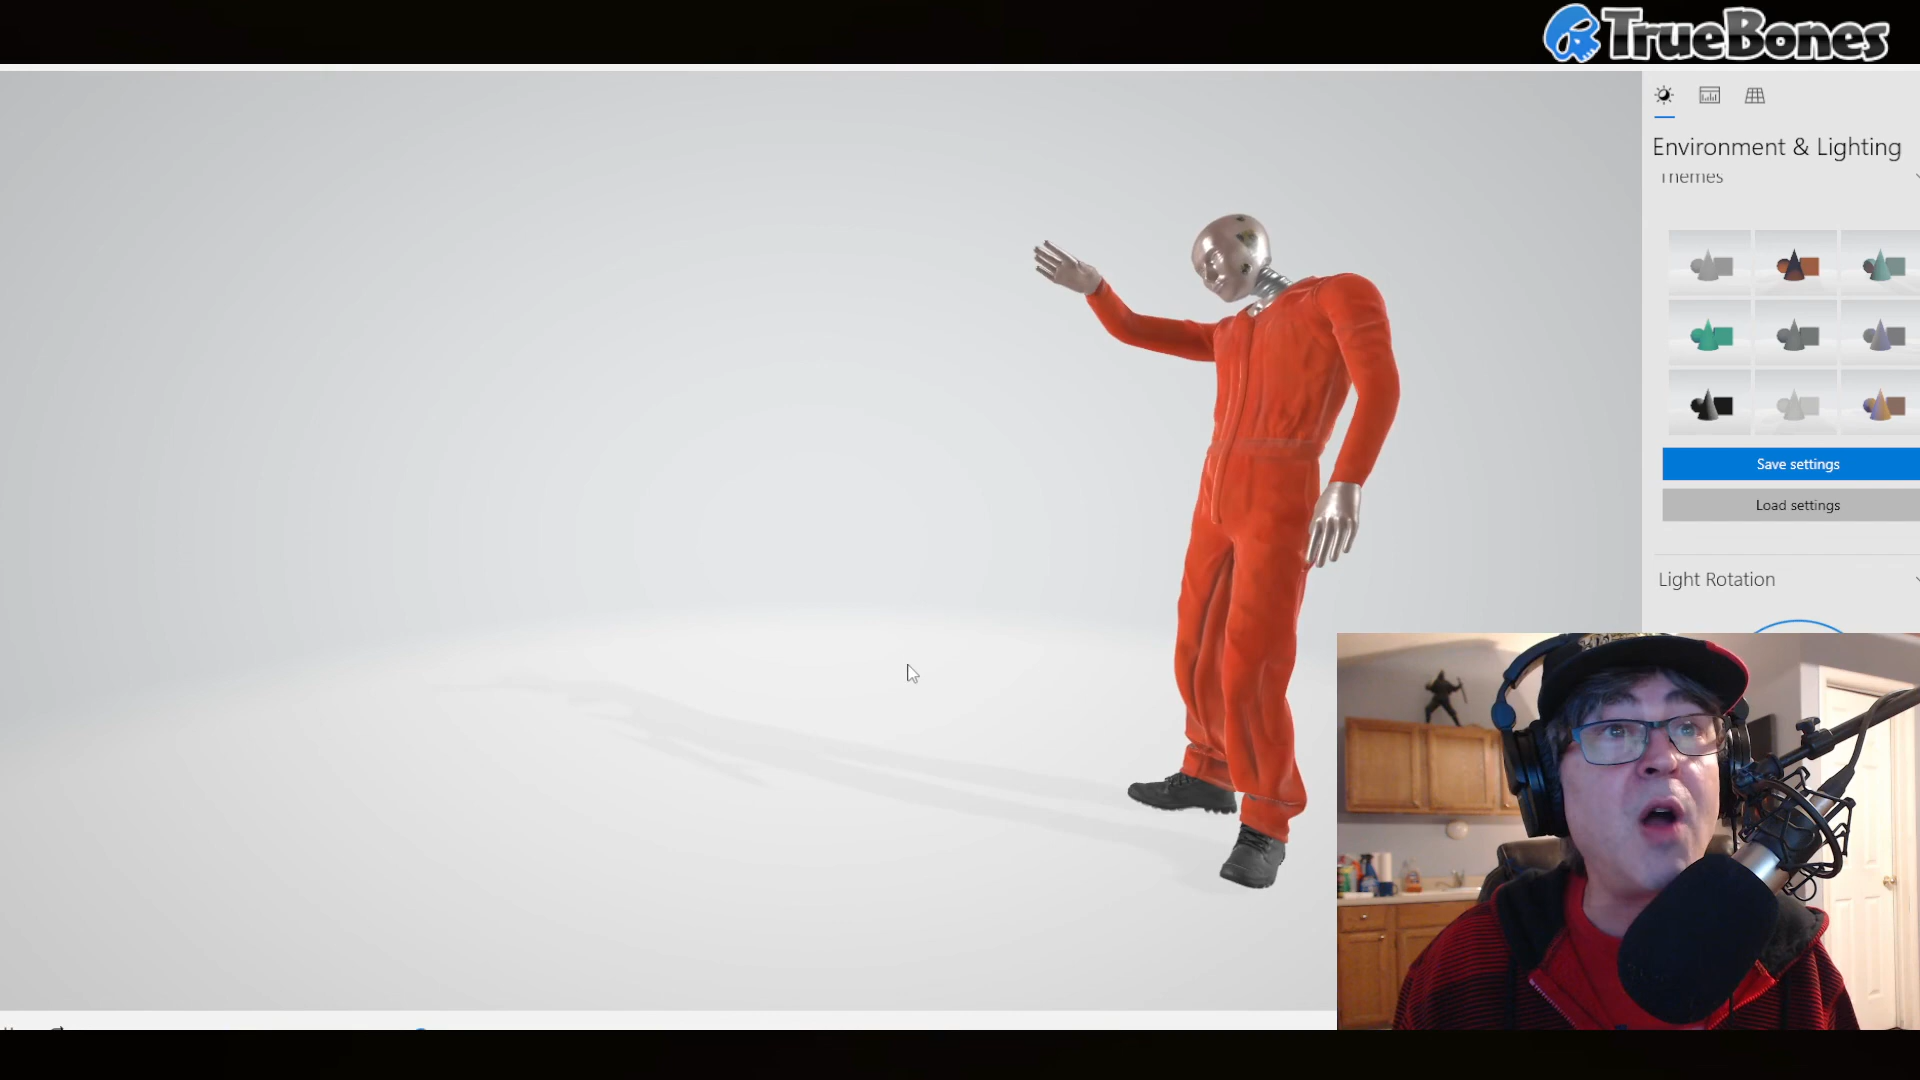 TrueBones
Environment & Lighting
Themes
Save settings
Load settings
Light Rotation